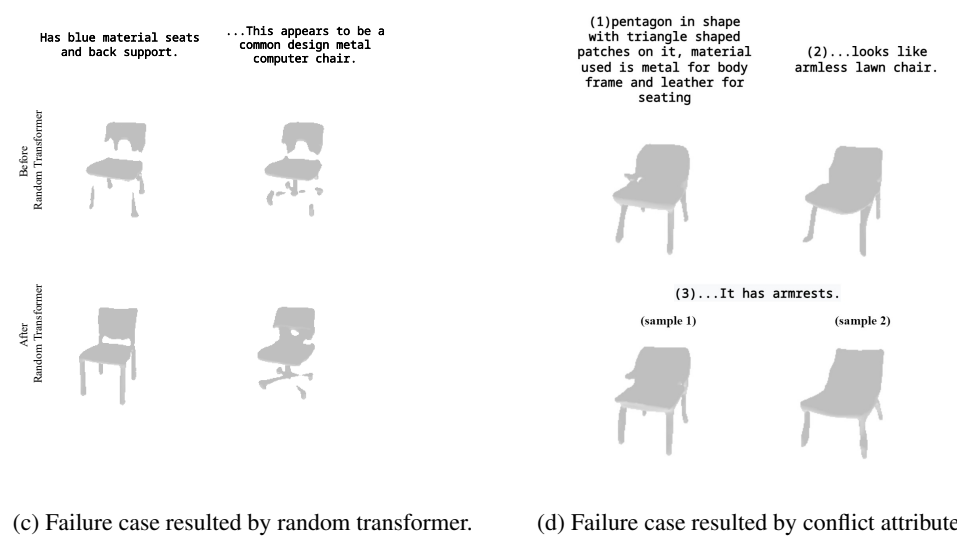 Has blue material seats
and back support.
...This appears to be a
common design metal
computer chair.
Before
Random Transformer
After
Random Transformer
(c) Failure case resulted by random transformer.
(1)pentagon in shape
with triangle shaped
patches on it, material
used is metal for body
frame and leather for
seating
(2)...looks like
armless lawn chair.
(3)...It has armrests.
(sample 1)
(sample 2)
(d) Failure case resulted by conflict attribute